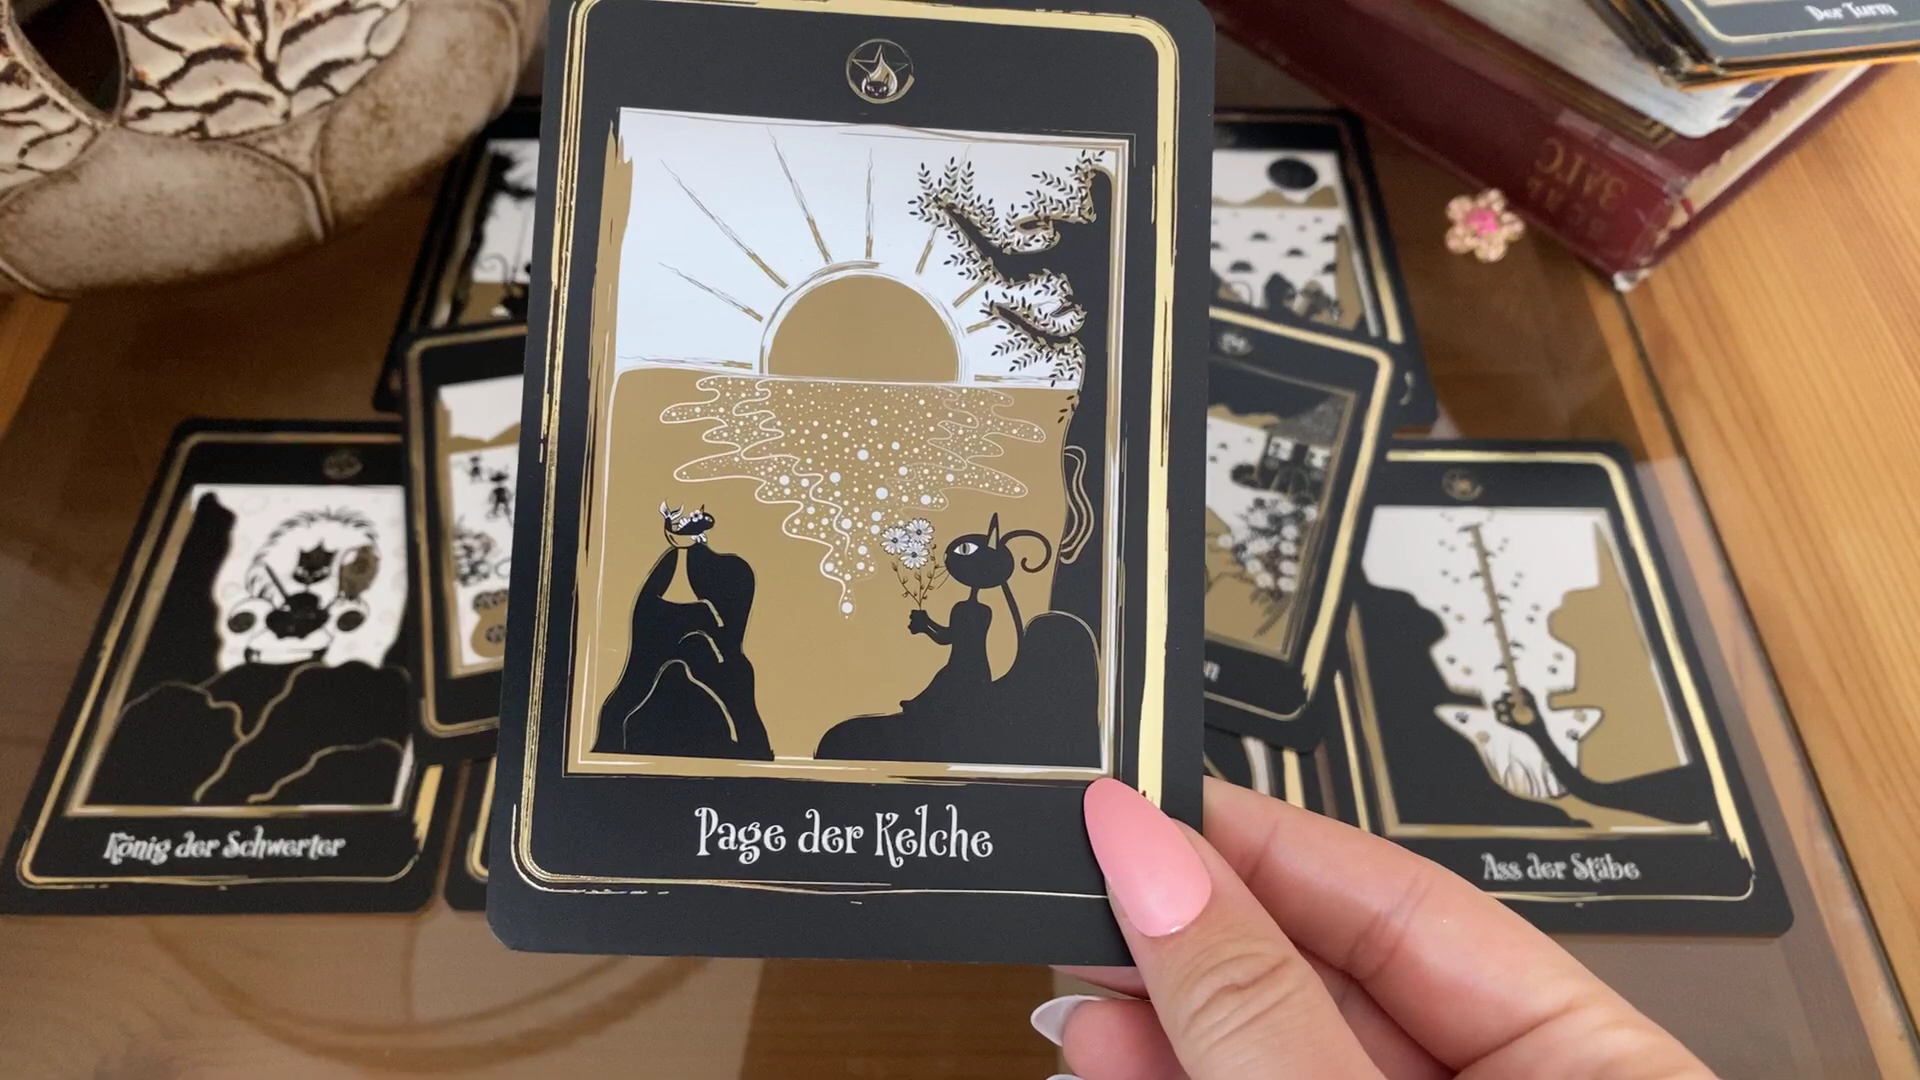 Der Turm
Page der Kelche
König der Schwerter
Ass der Stäbe